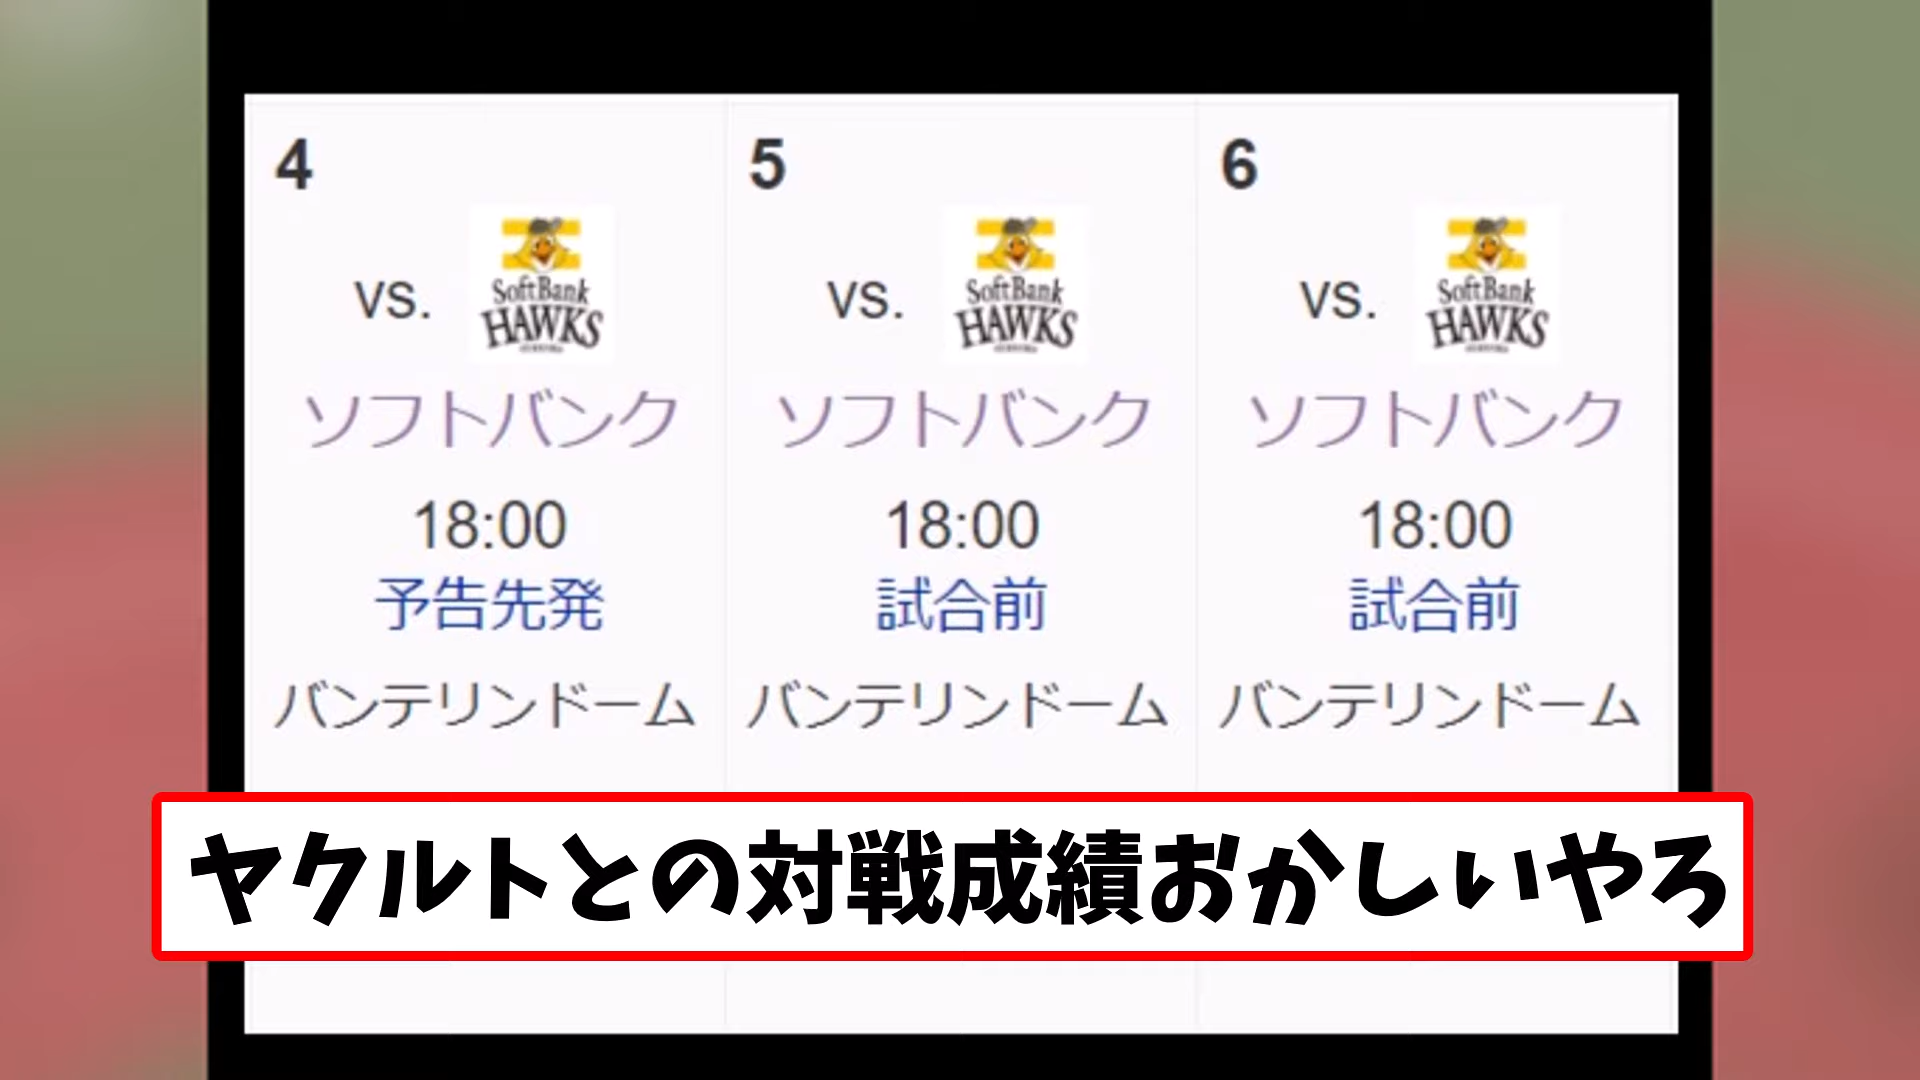 4
5
6
vs.
SoftBank
HAWKS
vs.
SoftBank
HAWKS
vs.
SoftBank
HAWKS
ソフトバンク
ソフトバンク
ソフトバンク
18:00
18:00
18:00
予告先発
試合前
試合前
バンテリンドーム
バンテリンドーム
バンテリンドーム
ヤクルトとの対戦成績おかしいやろ